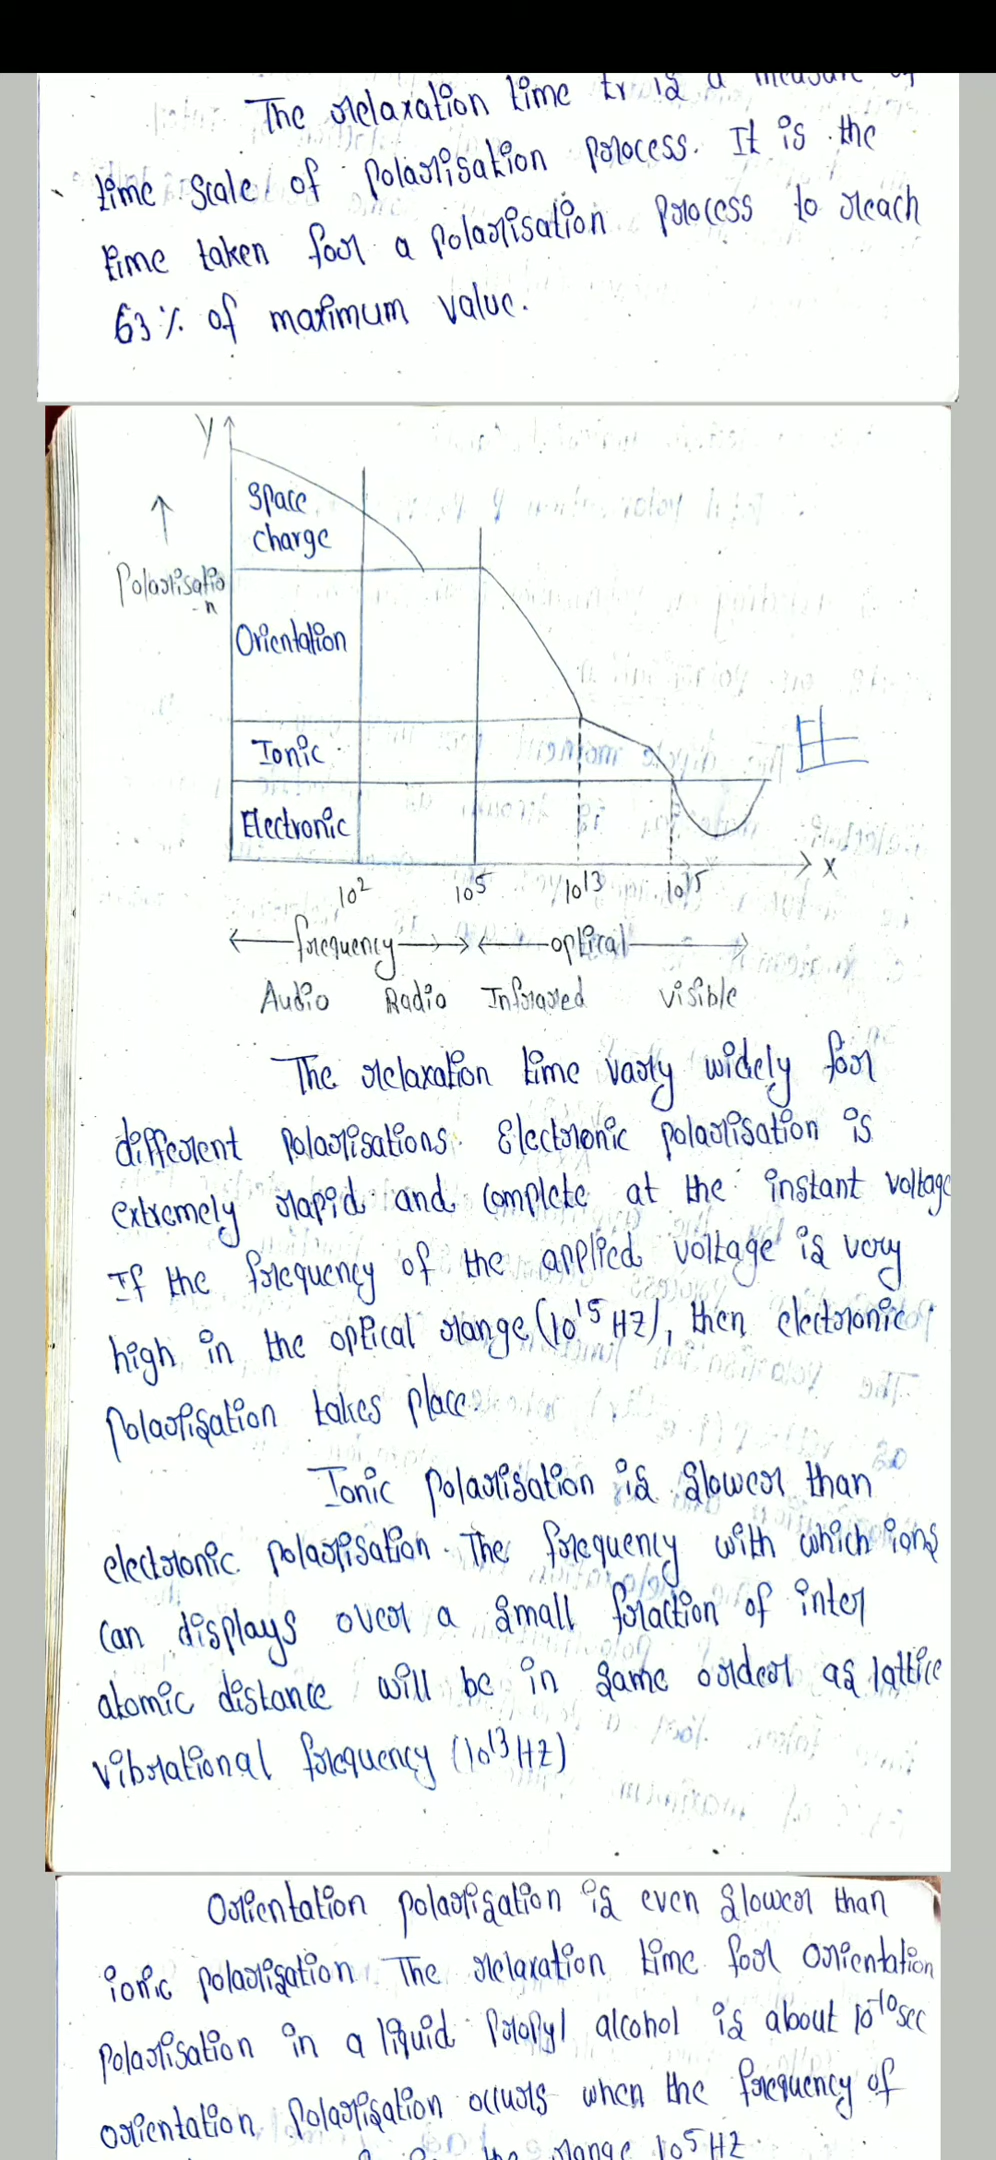 The relaxation time tr is a measure of
time scale of polarisation process. It is the
time taken for a polarisation process to reach
63% of maximum value.
Y
Space
charge
Polarisatio
-n
Orientation
Ionic
Electronic
X
10² 10⁵ 10¹³ 10¹⁵
frequency optical
Audio Radio Infrared visible
The relaxation time vary widely for
different polarisations. Electronic polarisation is
extremely rapid and complete at the instant voltage
If the frequency of the applied voltage is very
high in the optical range (10¹⁵ HZ), then electronic
polarisation takes place
Ionic polarisation is slower than
electronic polarisation. The frequency with which ions
can displays over a small fraction of inter
atomic distance will be in same order as lattice
vibrational frequency (10¹³ HZ)
Orientation polarisation is even slower than
ionic polarisation The relaxation time for orientation
polarisation in a liquid propyl alcohol is about 10⁻¹⁰ sec
orientation polarisation occurs when the frequency of
the range 10⁵ HZ.